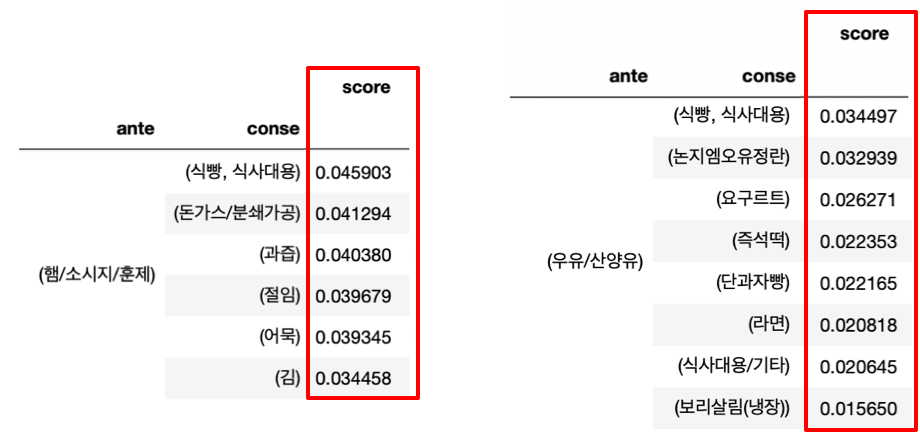 score
ante conse
(햄/소시지/훈제)
(식빵, 식사대용) 0.045903
(돈가스/분쇄가공) 0.041294
(과즙) 0.040380
(절임) 0.039679
(어묵) 0.039345
(김) 0.034458
score
ante conse
(우유/산양유)
(식빵, 식사대용) 0.034497
(논지엠오유정란) 0.032939
(요구르트) 0.026271
(즉석떡) 0.022353
(단과자빵) 0.022165
(라면) 0.020818
(식사대용/기타) 0.020645
(보리살림(냉장)) 0.015650